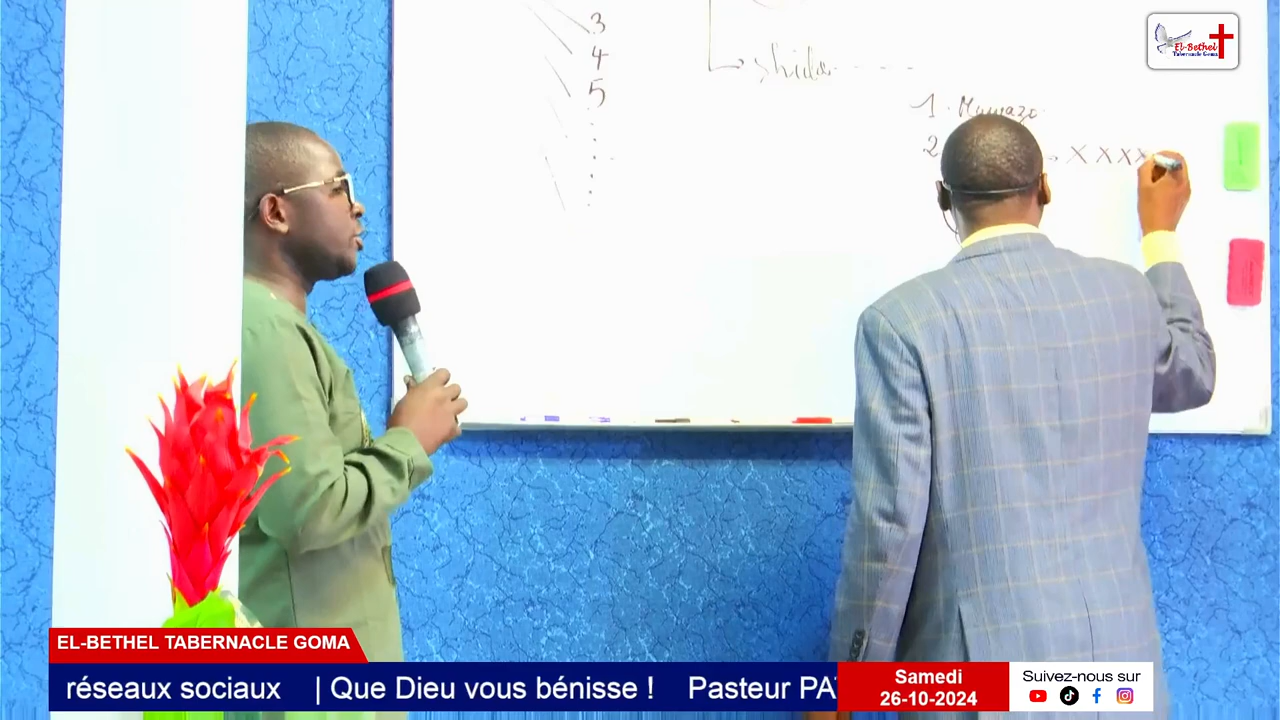 3
4
5
shida - - - -
1. Mawazo
2
X X X X
El-Bethel
Tabernacle Goma
EL-BETHEL TABERNACLE GOMA
réseaux sociaux | Que Dieu vous bénisse ! Pasteur PA
Samedi
26-10-2024
Suivez-nous sur